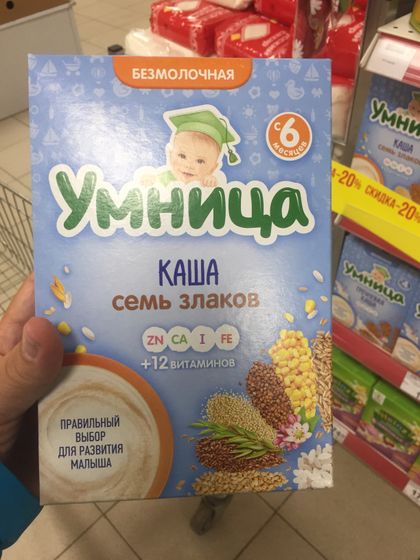 БЕЗМОЛОЧНАЯ
с 6
месяцев
Умница
КАША
семь злаков
ZN CA I FE
+12 ВИТАМИНОВ
ПРАВИЛЬНЫЙ
ВЫБОР
ДЛЯ РАЗВИТИЯ
МАЛЫША
-20% СКИДКА -20%
Умница
КАША
Умница